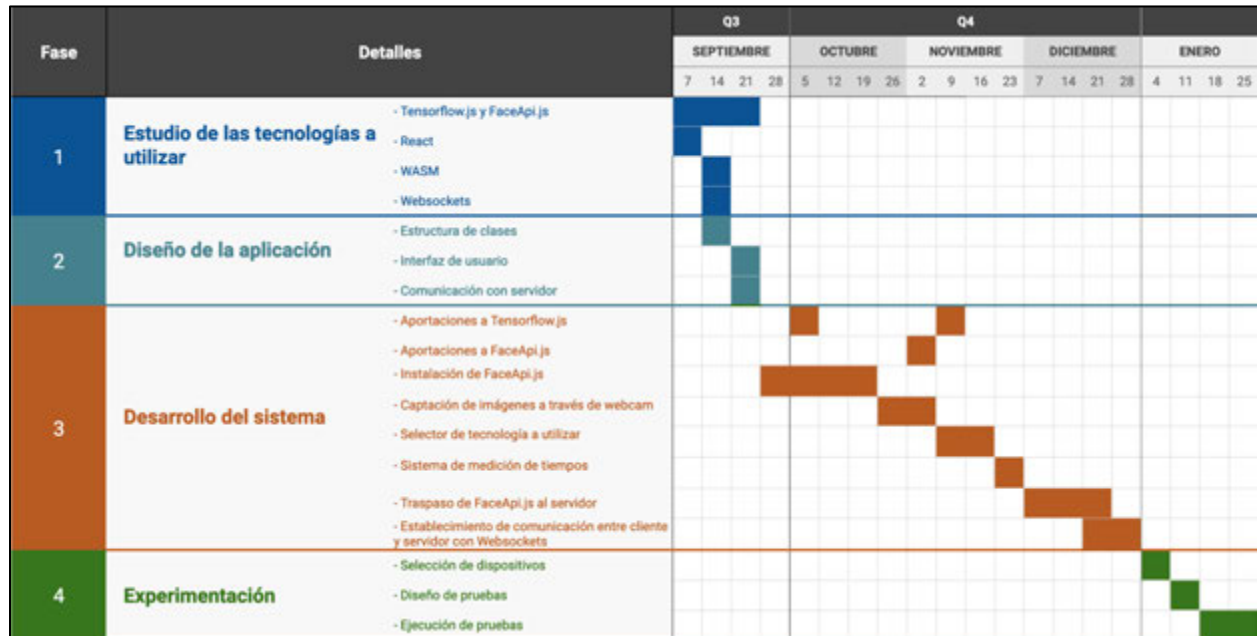 Fase
Detalles
Q3
Q4
SEPTIEMBRE
OCTUBRE
NOVIEMBRE
DICIEMBRE
ENERO
7 14 21 28 5 12 19 26 2 9 16 23 7 14 21 28 4 11 18 25
1
Estudio de las tecnologías a
utilizar
- Tensorflow.js y FaceApi.js
- React
- WASM
- Websockets
2
Diseño de la aplicación
- Estructura de clases
- Interfaz de usuario
- Comunicación con servidor
3
Desarrollo del sistema
- Aportaciones a Tensorflow.js
- Aportaciones a FaceApi.js
- Instalación de FaceApi.js
- Captación de imágenes a través de webcam
- Selector de tecnología a utilizar
- Sistema de medición de tiempos
- Traspaso de FaceApi.js al servidor
- Establecimiento de comunicación entre cliente
y servidor con Websockets
4
Experimentación
- Selección de dispositivos
- Diseño de pruebas
- Ejecución de pruebas